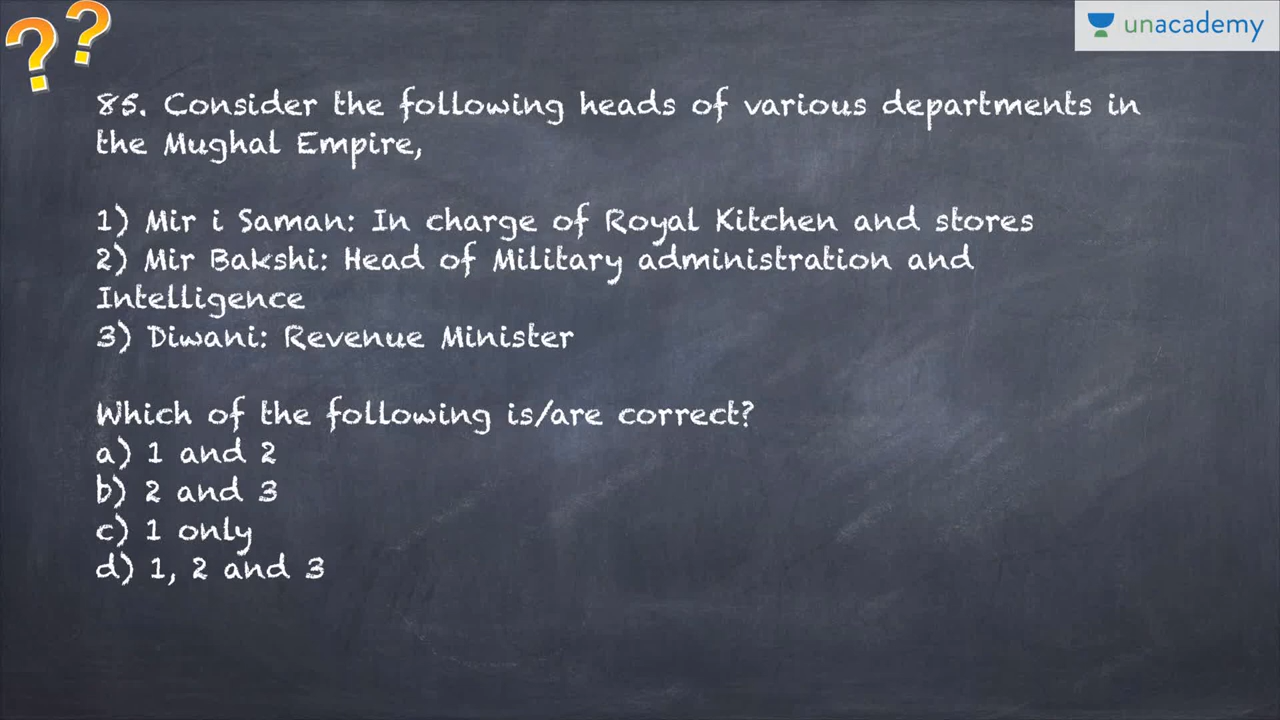 ??
unacademy
85. Consider the following heads of various departments in
the Mughal Empire,
1) Mir i Saman: In charge of Royal Kitchen and stores
2) Mir Bakshi: Head of Military administration and
Intelligence
3) Diwani: Revenue Minister
Which of the following is/are correct?
a) 1 and 2
b) 2 and 3
c) 1 only
d) 1, 2 and 3